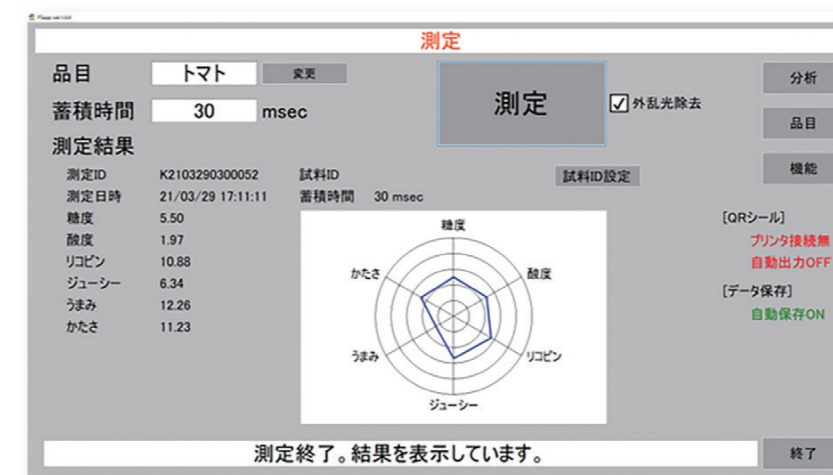 測定
品目 トマト 変更
蓄積時間 30 msec
測定
外乱光除去
分析
品目
機能
測定結果
測定ID K2103290300052 試料ID 試料ID設定
測定日時 21/03/29 17:11:11 蓄積時間 30 msec
糖度 5.50
酸度 1.97
リコピン 10.88
ジューシー 6.34
うまみ 12.26
かたさ 11.23
糖度
酸度
リコピン
ジューシー
うまみ
かたさ
[QRシール]
プリンタ接続無
自動出力OFF
[データ保存]
自動保存ON
測定終了。結果を表示しています。
終了